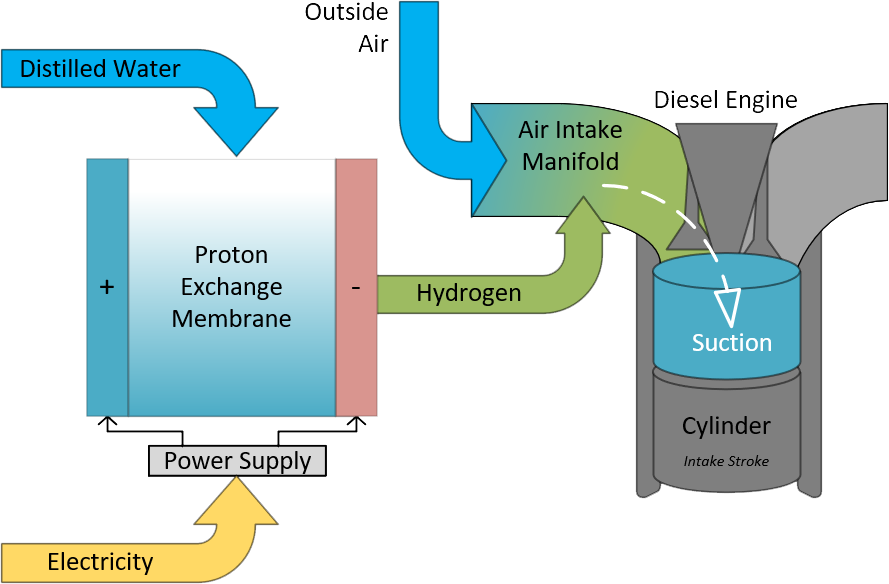 Outside
Air
Distilled Water
Diesel Engine
Air Intake
Manifold
+
Proton
Exchange
Membrane
-
Hydrogen
Suction
Cylinder
Intake Stroke
Power Supply
Electricity